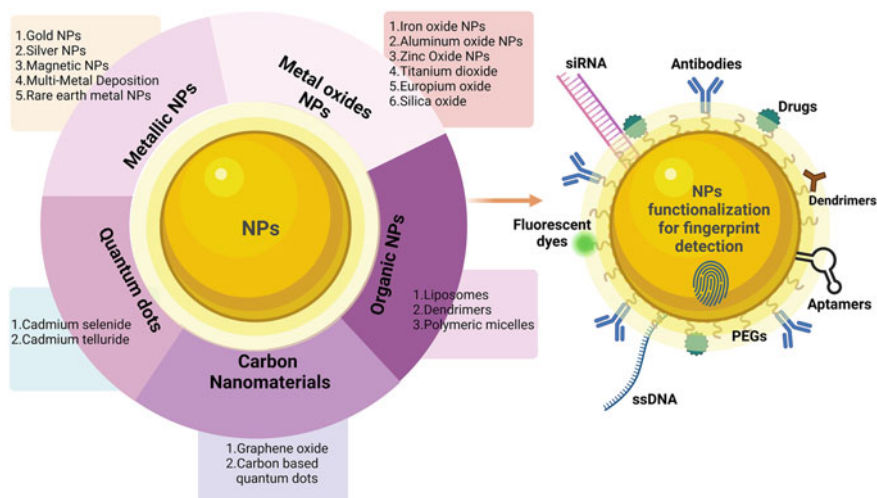 1.Gold NPs
2.Silver NPs
3.Magnetic NPs
4.Multi-Metal Deposition
5.Rare earth metal NPs
Metallic NPs
Metal oxides
NPs
1.Iron oxide NPs
2.Aluminum oxide NPs
3.Zinc Oxide NPs
4.Titanium dioxide
5.Europium oxide
6.Silica oxide
NPs
Quantum dots
1.Cadmium selenide
2.Cadmium telluride
Organic NPs
1.Liposomes
2.Dendrimers
3.Polymeric micelles
Carbon
Nanomaterials
1.Graphene oxide
2.Carbon based
quantum dots
siRNA
Antibodies
Drugs
Dendrimers
Fluorescent
dyes
NPs
functionalization
for fingerprint
detection
Aptamers
PEGs
ssDNA